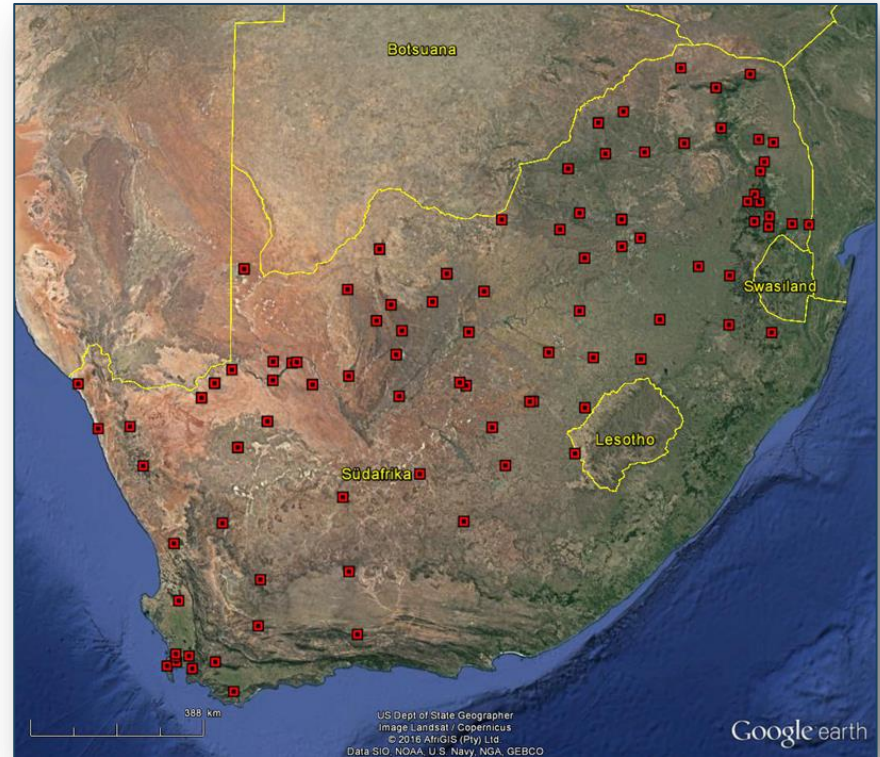 Botsuana
Swasiland
Lesotho
Südafrika
388 km
US Dept of State Geographer
Image Landsat / Copernicus
© 2016 AfriGIS (Pty) Ltd.
Data SIO, NOAA, U.S. Navy, NGA, GEBCO
Google earth